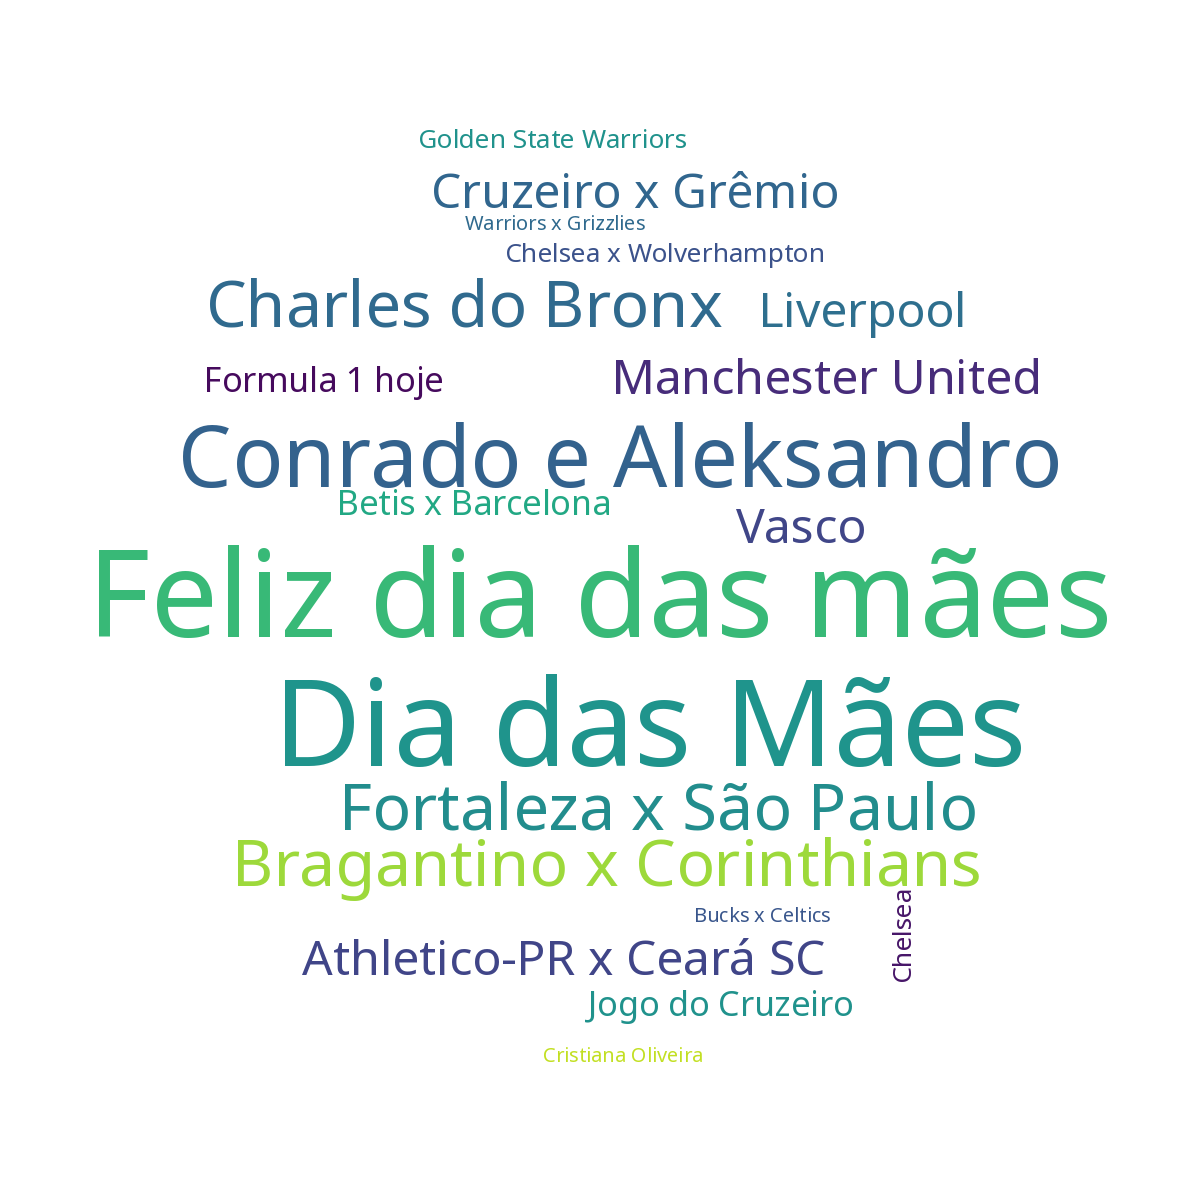 Golden State Warriors
Cruzeiro x Grêmio
Warriors x Grizzlies
Chelsea x Wolverhampton
Charles do Bronx
Liverpool
Formula 1 hoje
Manchester United
Conrado e Aleksandro
Betis x Barcelona
Vasco
Feliz dia das mães
Dia das Mães
Fortaleza x São Paulo
Bragantino x Corinthians
Bucks x Celtics
Chelsea
Athletico-PR x Ceará SC
Jogo do Cruzeiro
Cristiana Oliveira